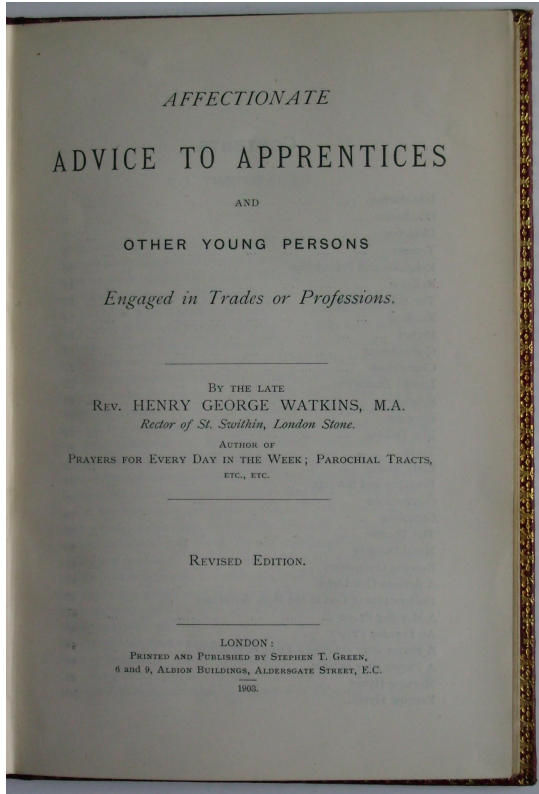 AFFECTIONATE
ADVICE TO APPRENTICES
AND
OTHER YOUNG PERSONS
Engaged in Trades or Professions.
BY THE LATE
REV. HENRY GEORGE WATKINS, M.A.
Rector of St. Swithin, London Stone.
AUTHOR OF
PRAYERS FOR EVERY DAY IN THE WEEK; PAROCHIAL TRACTS,
ETC., ETC.
REVISED EDITION.
LONDON:
PRINTED AND PUBLISHED BY STEPHEN T. GREEN,
6 AND 9, ALBION BUILDINGS, ALDERSGATE STREET, E.C.
1903.